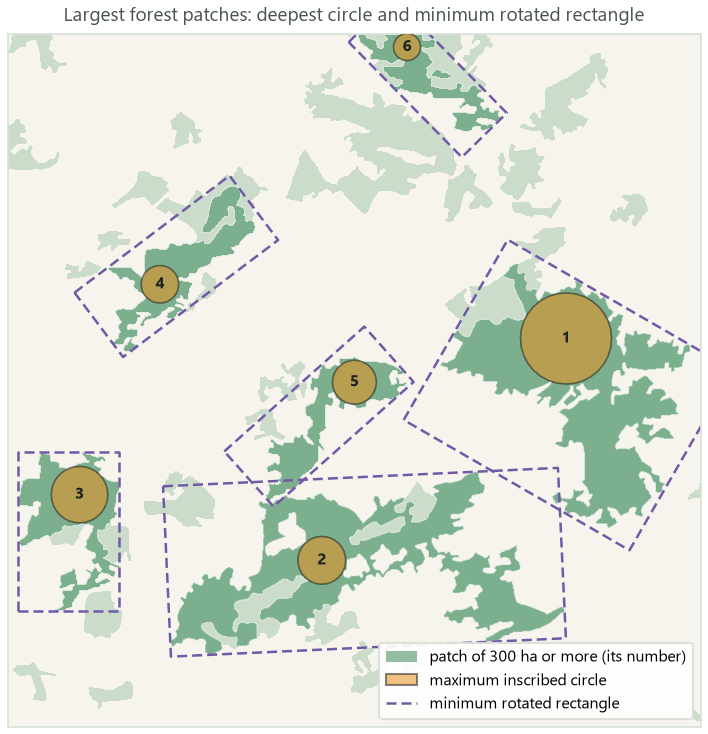 Largest forest patches: deepest circle and minimum rotated rectangle
6
4
1
5
3
2
patch of 300 ha or more (its number)
maximum inscribed circle
minimum rotated rectangle